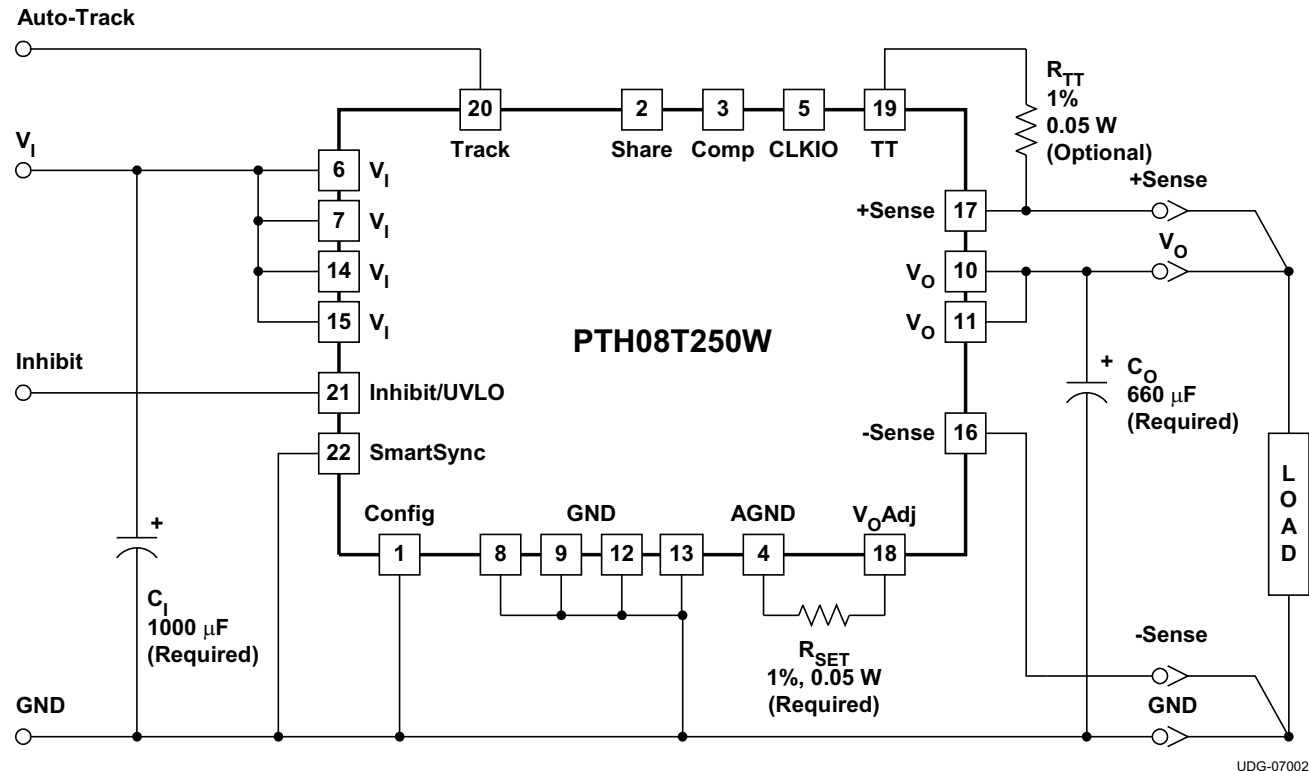 Auto-Track
V_I
Inhibit
GND
20
Track
2
Share
3
Comp
5
CLKIO
19
TT
R_TT
1%
0.05 W
(Optional)
6
V_I
7
V_I
14
V_I
15
V_I
21
Inhibit/UVLO
22
SmartSync
PTH08T250W
+Sense
17
V_O
10
V_O
11
-Sense
16
+Sense
V_O
+
C_O
660 μF
(Required)
L
O
A
D
Config
1
GND
8
9
12
13
AGND
4
V_OAdj
18
R_SET
1%, 0.05 W
(Required)
+
C_I
1000 μF
(Required)
-Sense
GND
UDG-07002